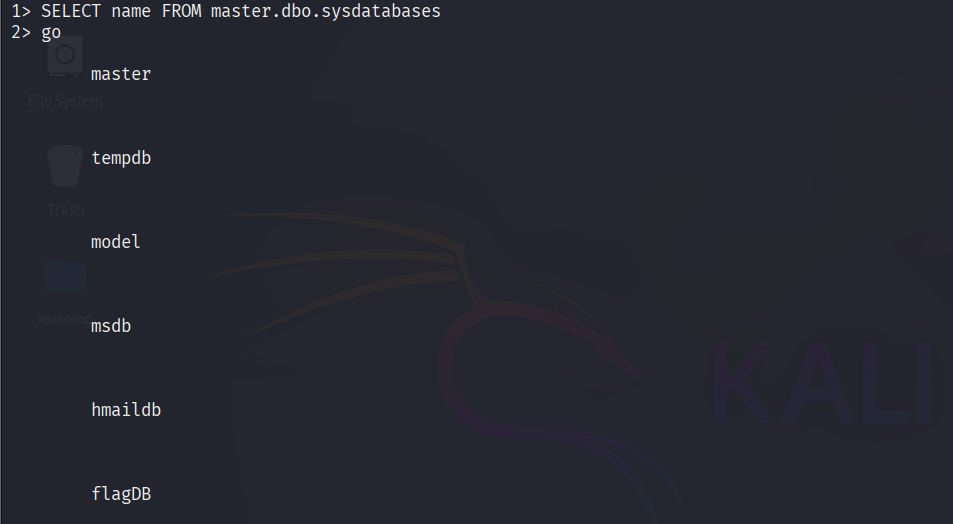 1> SELECT name FROM master.dbo.sysdatabases
2> go
master
File System
tempdb
Trash
model
learning
msdb
hmaildb
KALI
flagDB